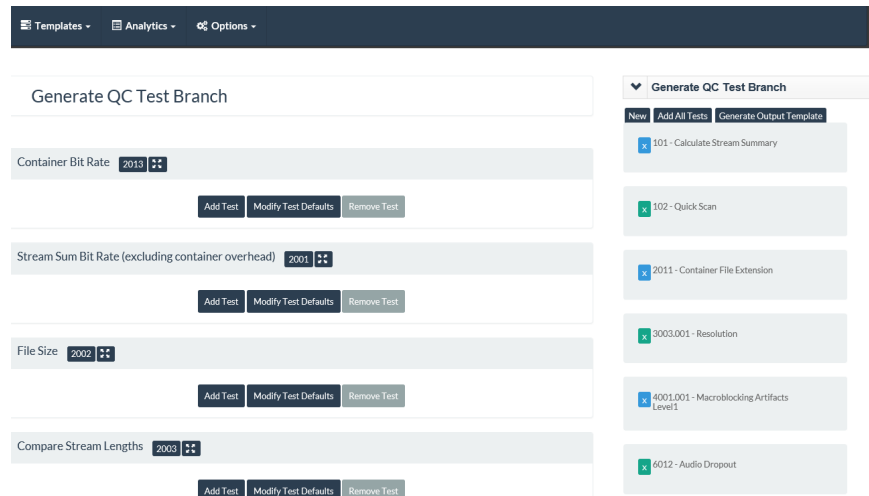 Templates Analytics Options
Generate QC Test Branch
Container Bit Rate 2013
Add Test Modify Test Defaults Remove Test
Stream Sum Bit Rate (excluding container overhead) 2001
Add Test Modify Test Defaults Remove Test
File Size 2002
Add Test Modify Test Defaults Remove Test
Compare Stream Lengths 2003
Add Test Modify Test Defaults Remove Test
Generate QC Test Branch
New Add All Tests Generate Output Template
x 101 - Calculate Stream Summary
x 102 - Quick Scan
x 2011 - Container File Extension
x 3003.001 - Resolution
x 4001.001 - Macroblocking Artifacts
Level1
x 6012 - Audio Dropout